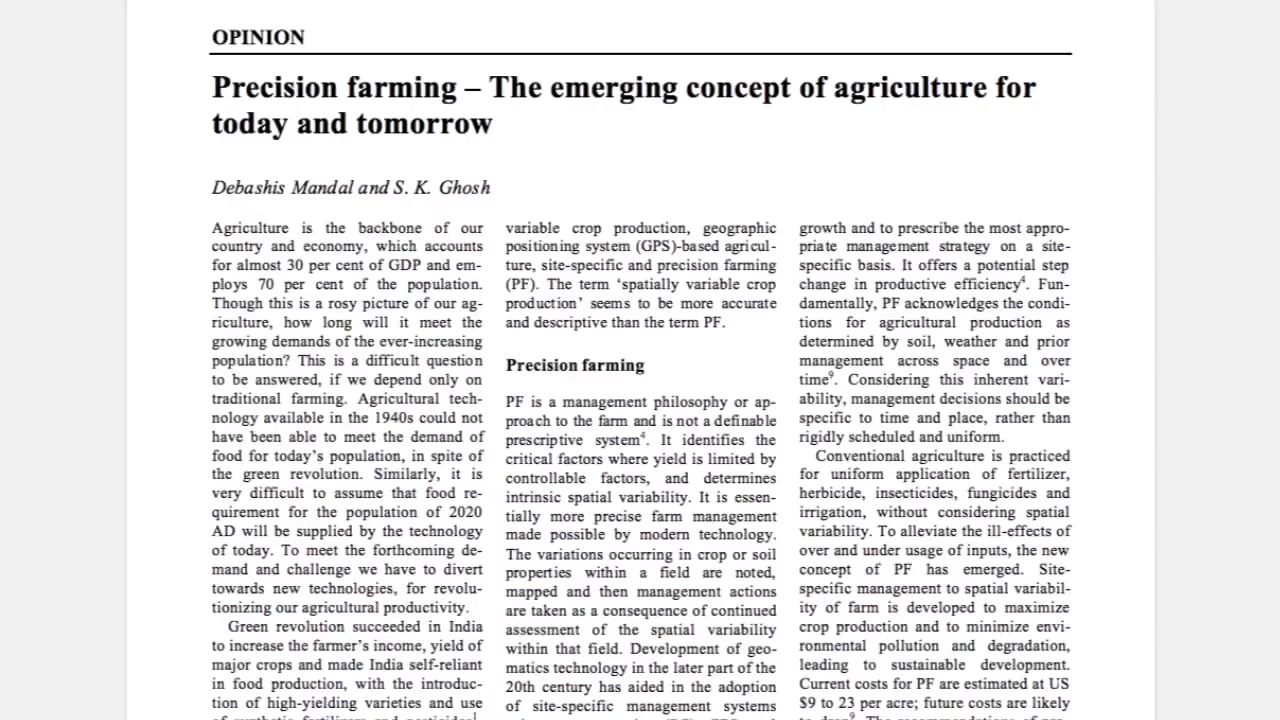 OPINION
Precision farming – The emerging concept of agriculture for
today and tomorrow
Debashis Mandal and S. K. Ghosh
Agriculture is the backbone of our
country and economy, which accounts
for almost 30 per cent of GDP and em-
ploys 70 per cent of the population.
Though this is a rosy picture of our ag-
riculture, how long will it meet the
growing demands of the ever-increasing
population? This is a difficult question
to be answered, if we depend only on
traditional farming. Agricultural tech-
nology available in the 1940s could not
have been able to meet the demand of
food for today's population, in spite of
the green revolution. Similarly, it is
very difficult to assume that food re-
quirement for the population of 2020
AD will be supplied by the technology
of today. To meet the forthcoming de-
mand and challenge we have to divert
towards new technologies, for revolu-
tionizing our agricultural productivity.
Green revolution succeeded in India
to increase the farmer's income, yield of
major crops and made India self-reliant
in food production, with the introduc-
tion of high-yielding varieties and use
of synthetic fertilizers and pesticides¹.
variable crop production, geographic
positioning system (GPS)-based agricul-
ture, site-specific and precision farming
(PF). The term 'spatially variable crop
production' seems to be more accurate
and descriptive than the term PF.
Precision farming
PF is a management philosophy or ap-
proach to the farm and is not a definable
prescriptive system⁴. It identifies the
critical factors where yield is limited by
controllable factors, and determines
intrinsic spatial variability. It is essen-
tially more precise farm management
made possible by modern technology.
The variations occurring in crop or soil
properties within a field are noted,
mapped and then management actions
are taken as a consequence of continued
assessment of the spatial variability
within that field. Development of geo-
matics technology in the later part of the
20th century has aided in the adoption
of site-specific management systems
growth and to prescribe the most appro-
priate management strategy on a site-
specific basis. It offers a potential step
change in productive efficiency⁴. Fun-
damentally, PF acknowledges the condi-
tions for agricultural production as
determined by soil, weather and prior
management across space and over
time⁹. Considering this inherent vari-
ability, management decisions should be
specific to time and place, rather than
rigidly scheduled and uniform.
Conventional agriculture is practiced
for uniform application of fertilizer,
herbicide, insecticides, fungicides and
irrigation, without considering spatial
variability. To alleviate the ill-effects of
over and under usage of inputs, the new
concept of PF has emerged. Site-
specific management to spatial variabil-
ity of farm is developed to maximize
crop production and to minimize envi-
ronmental pollution and degradation,
leading to sustainable development.
Current costs for PF are estimated at US
$9 to 23 per acre; future costs are likely